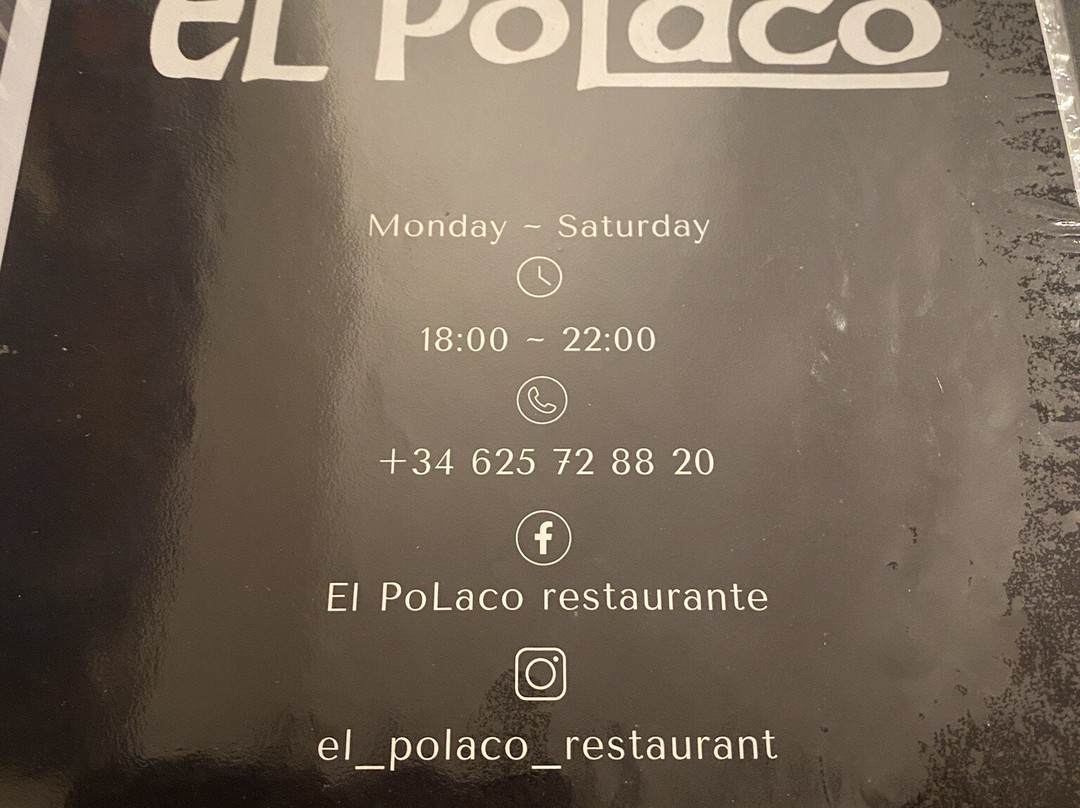 eL PoLaco
Monday ~ Saturday
18:00 ~ 22:00
+34 625 72 88 20
El PoLaco restaurante
el_polaco_restaurant